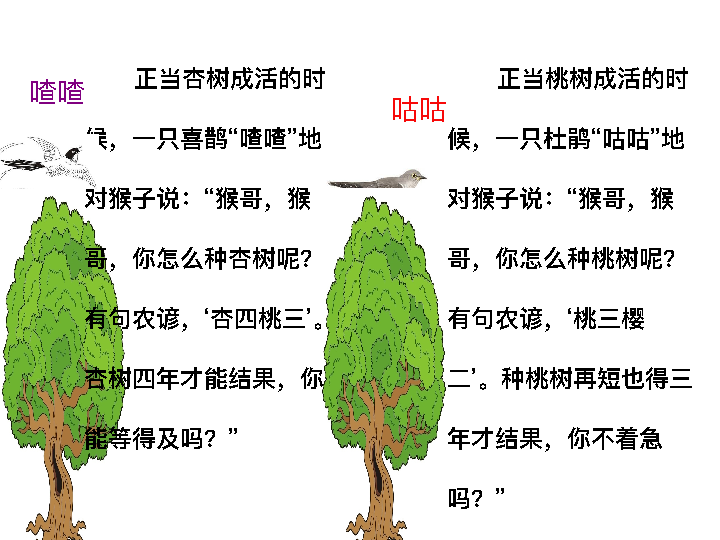 喳喳
正当杏树成活的时
候，一只喜鹊“喳喳”地
对猴子说：“猴哥，猴
哥，你怎么种杏树呢？
有句农谚，‘杏四桃三’。
杏树四年才能结果，你
能等得及吗？”
咕咕
正当桃树成活的时
候，一只杜鹃“咕咕”地
对猴子说：“猴哥，猴
哥，你怎么种桃树呢？
有句农谚，‘桃三樱
二’。种桃树再短也得三
年才结果，你不着急
吗？”